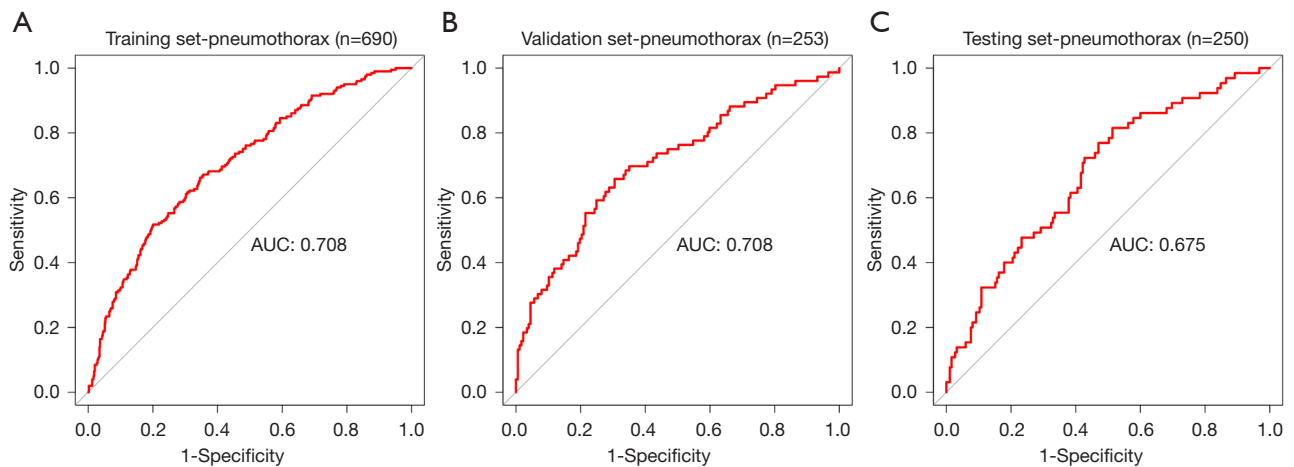 A
Training set-pneumothorax (n=690)
1.0
0.8
0.6
0.4
0.2
0.0
Sensitivity
AUC: 0.708
0.0 0.2 0.4 0.6 0.8 1.0
1-Specificity
B
Validation set-pneumothorax (n=253)
1.0
0.8
0.6
0.4
0.2
0.0
Sensitivity
AUC: 0.708
0.0 0.2 0.4 0.6 0.8 1.0
1-Specificity
C
Testing set-pneumothorax (n=250)
1.0
0.8
0.6
0.4
0.2
0.0
Sensitivity
AUC: 0.675
0.0 0.2 0.4 0.6 0.8 1.0
1-Specificity